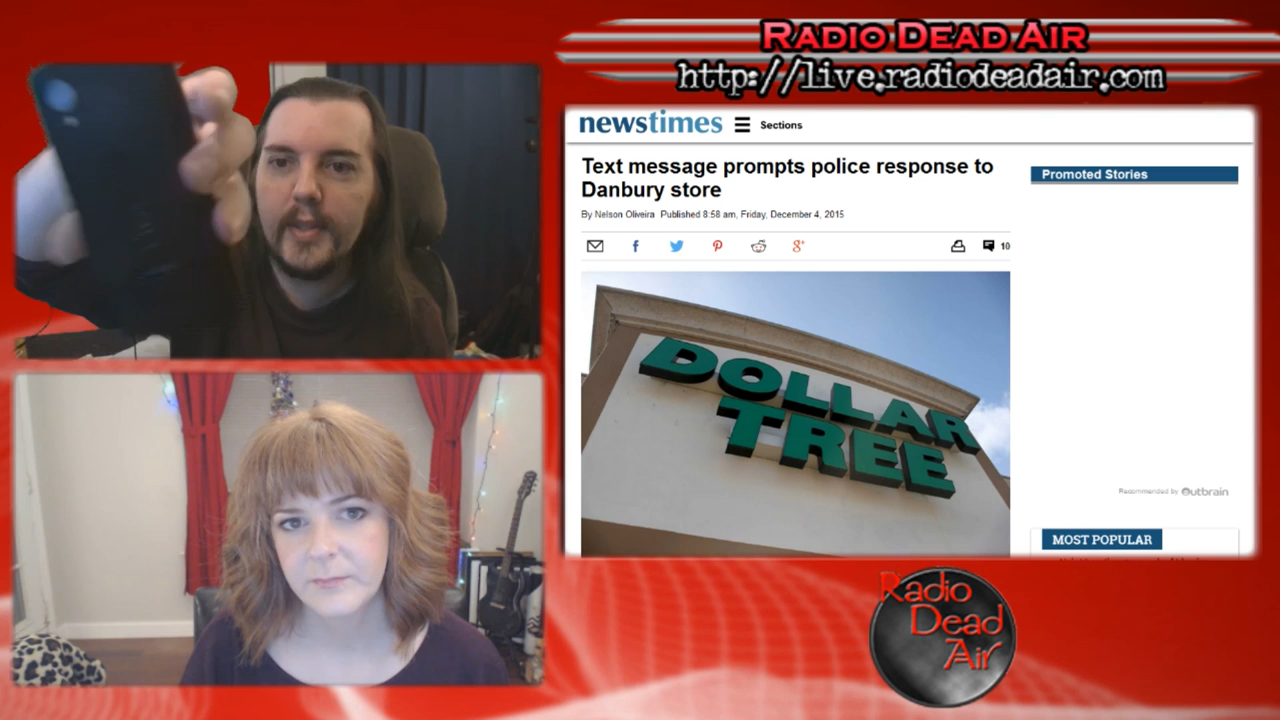 Radio Dead Air
http://live.radiodeadair.com
newstimes
Sections
Text message prompts police response to
Danbury store
By Nelson Oliveira Published 8:58 am, Friday, December 4, 2015
10
DOLLAR
TREE
Promoted Stories
Recommended by Outbrain
MOST POPULAR
Radio
Dead
Air